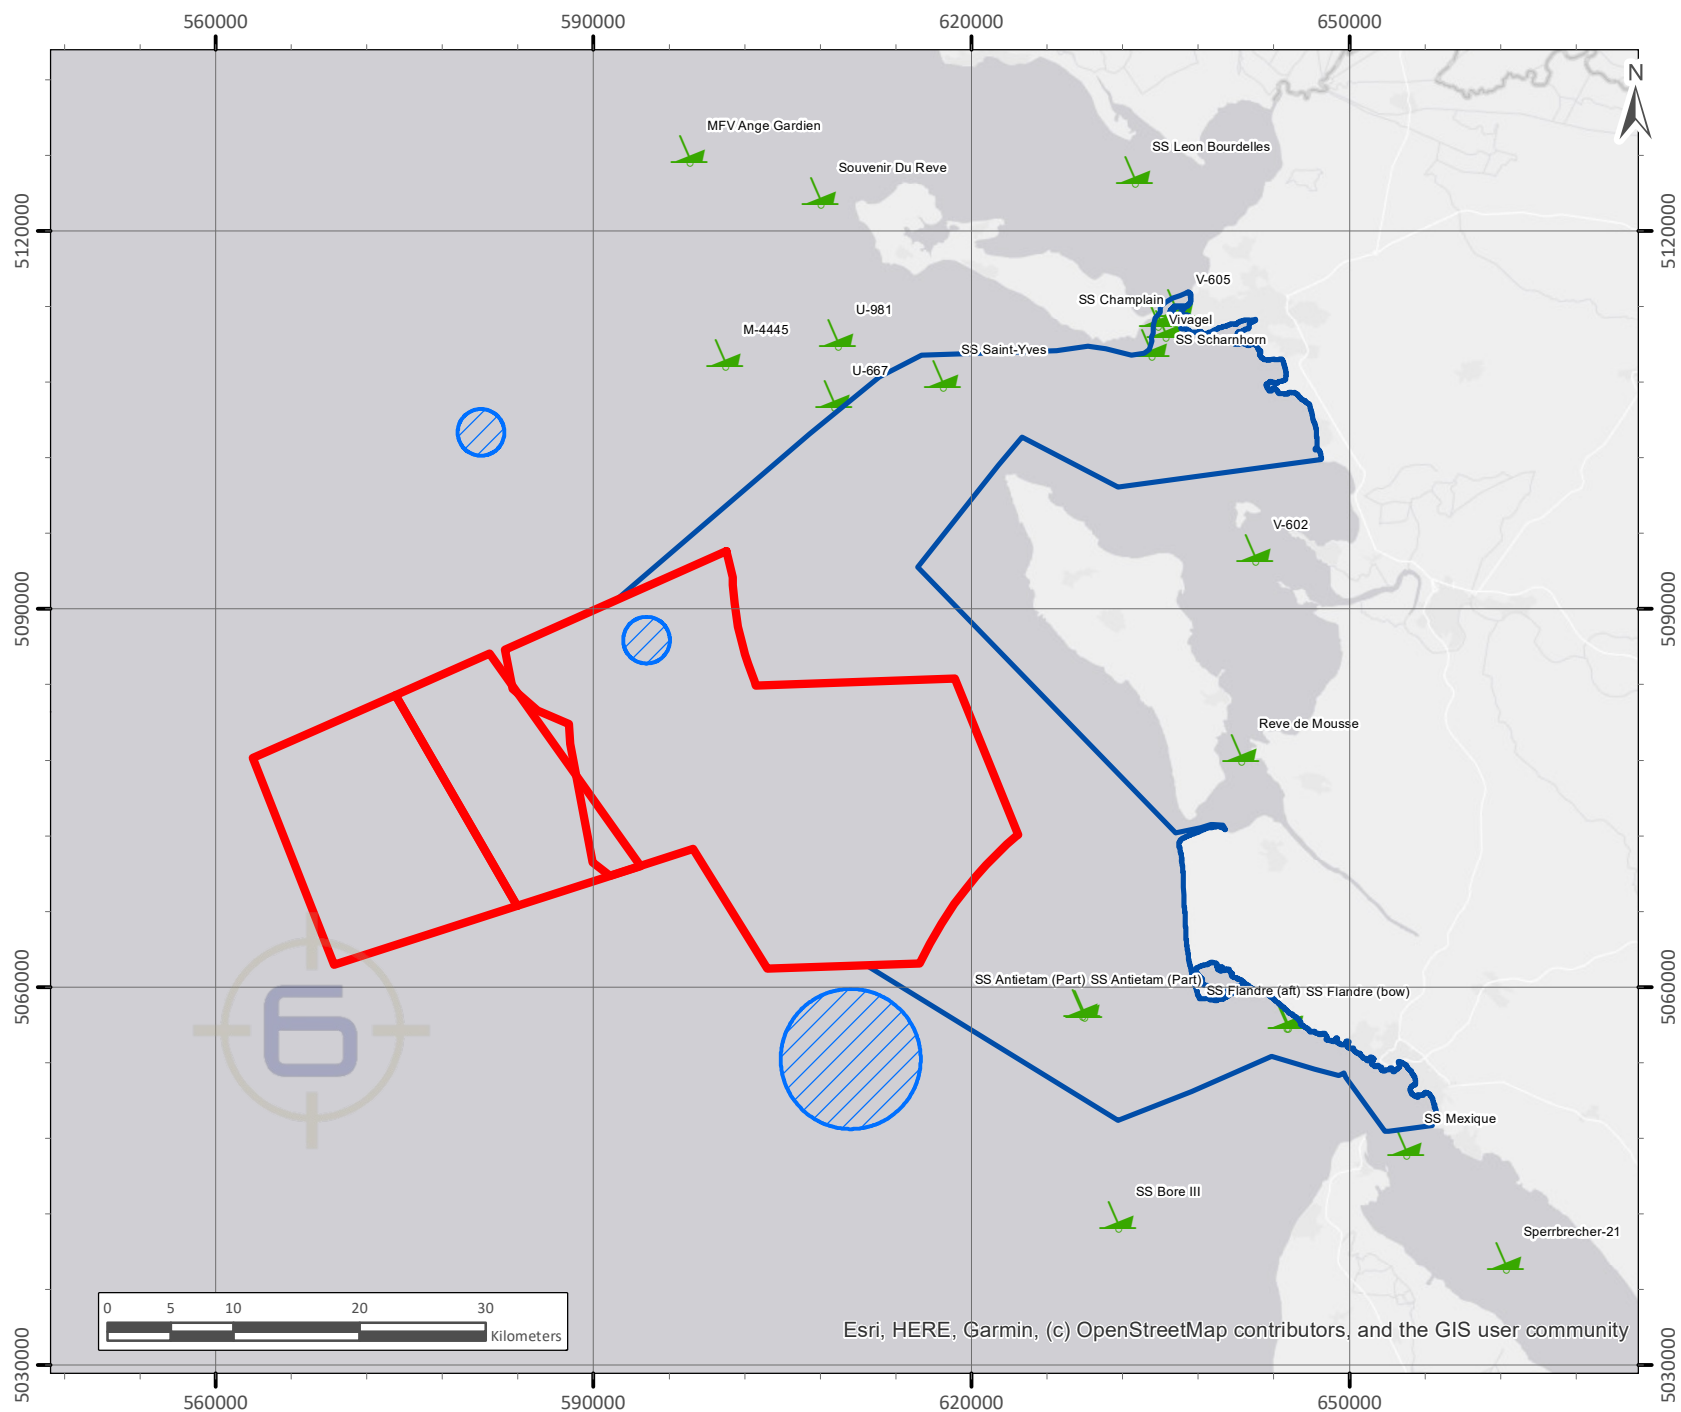 560000 590000 620000 650000
N
MFV Ange Gardien
SS Leon Bourdelles
Souvenir Du Reve
5120000 5120000
V-605
SS Champlain
U-981
Vivagel
M-4445
SS Scharnhorn
SS Saint-Yves
U-667
V-602
5090000 5090000
Reve de Mousse
SS Antietam (Part) SS Antietam (Part)
SS Flandre (aft) SS Flandre (bow)
5060000 5060000
6
SS Mexique
SS Bore III
Sperrbrecher-21
0 5 10 20 30
Kilometers
Esri, HERE, Garmin, (c) OpenStreetMap contributors, and the GIS user community
5030000 5030000
560000 590000 620000 650000